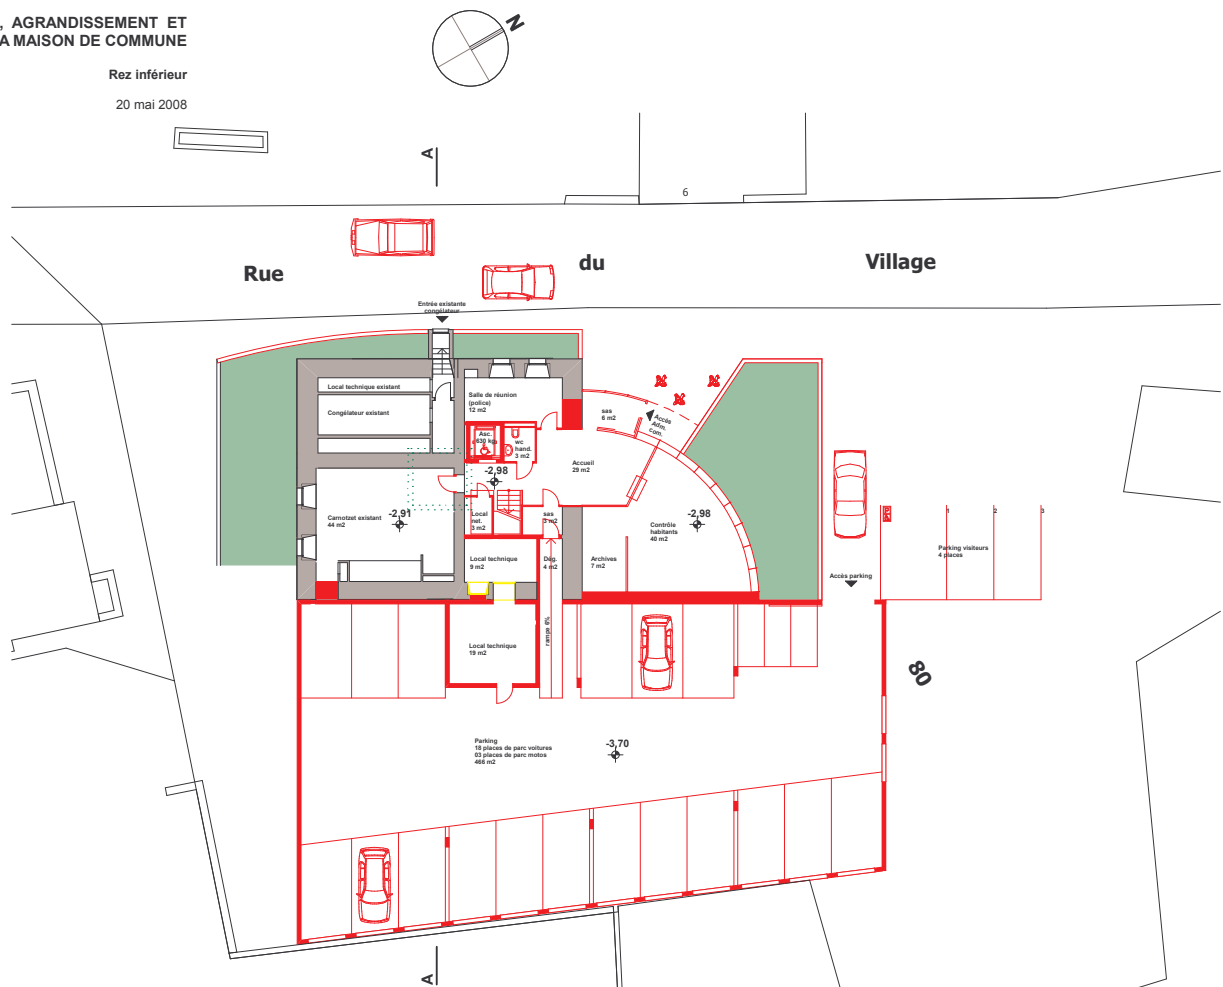 , AGRANDISSEMENT ET
A MAISON DE COMMUNE
Rez inférieur
20 mai 2008
N
A
6
Rue du Village
Entrée existante
congélateur
Local technique existant
Congélateur existant
Salle de réunion
(police)
12 m2
sas
6 m2
Accès
Adm.
com.
Asc.
630 kg
wc
hand.
3 m2
Accueil
29 m2
-2,98
Carnotzet existant
44 m2
-2,91
Local
net.
3 m2
sas
3 m2
Contrôle
habitants
40 m2
-2,98
Local technique
9 m2
Dég.
4 m2
Archives
7 m2
1
2
3
Parking visiteurs
4 places
Accès parking
Local technique
19 m2
rampe 6%
80
Parking
18 places de parc voitures
03 places de parc motos
466 m2
-3,70
A